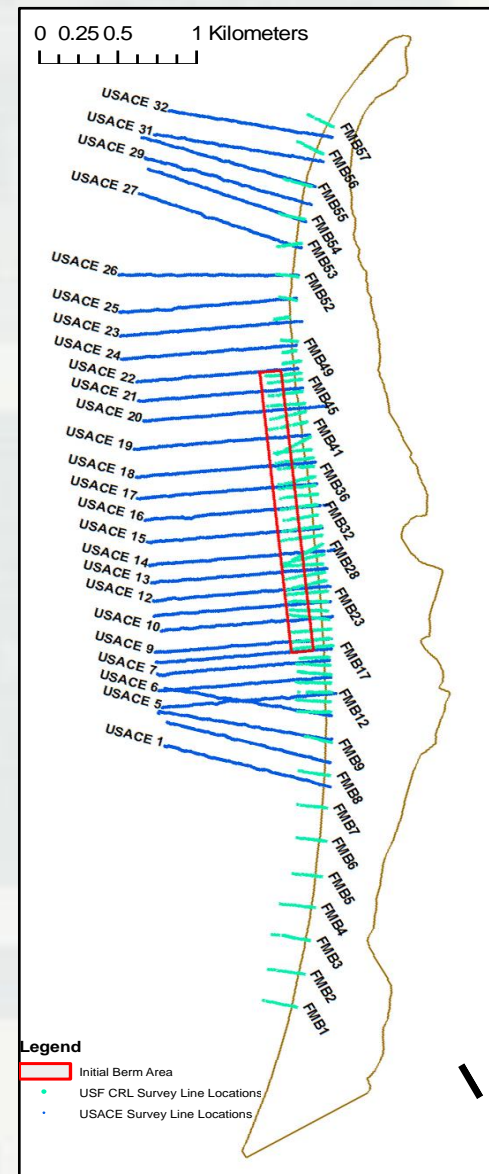 0 0.25 0.5 1 Kilometers
USACE 32
USACE 31
USACE 29
USACE 27
USACE 26
USACE 25
USACE 23
USACE 24
USACE 22
USACE 21
USACE 20
USACE 19
USACE 18
USACE 17
USACE 16
USACE 15
USACE 14
USACE 13
USACE 12
USACE 10
USACE 9
USACE 7
USACE 6
USACE 5
USACE 1
FMB57
FMB56
FMB55
FMB54
FMB53
FMB52
FMB49
FMB45
FMB41
FMB36
FMB32
FMB28
FMB23
FMB17
FMB12
FMB9
FMB8
FMB7
FMB6
FMB5
FMB4
FMB3
FMB2
FMB1
Legend
Initial Berm Area
USF CRL Survey Line Locations
USACE Survey Line Locations